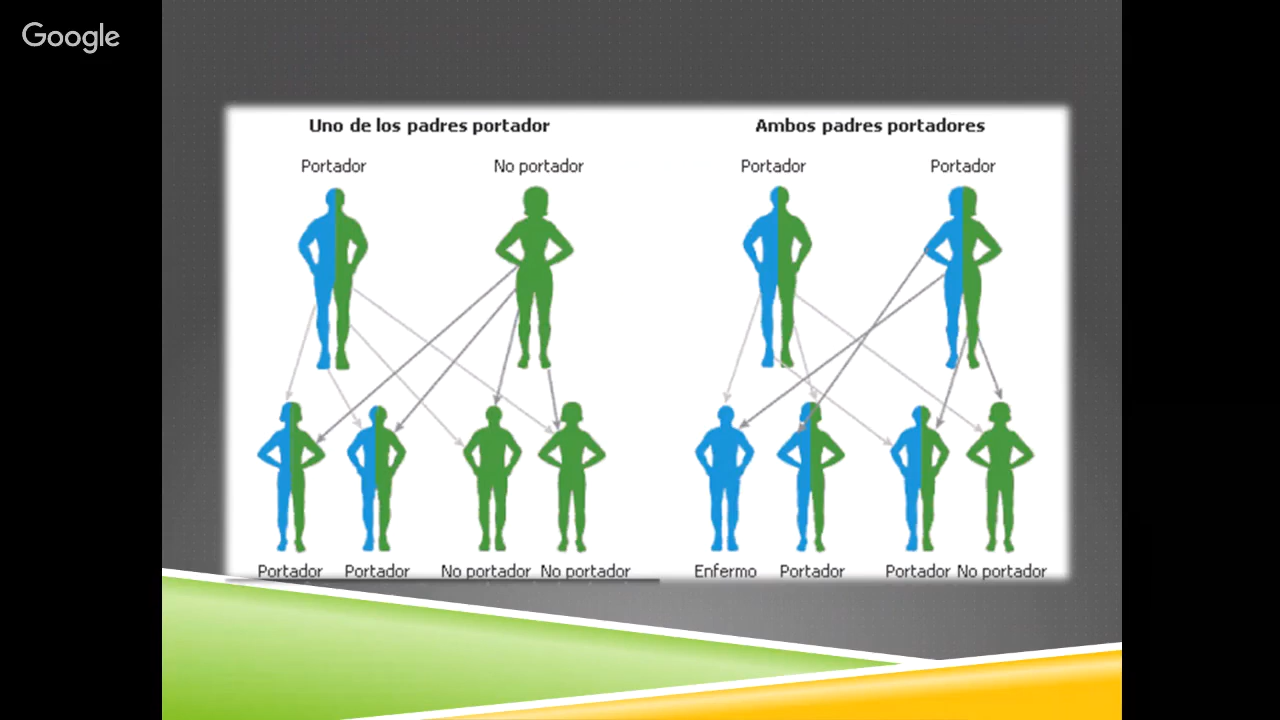 Google
Uno de los padres portador
Portador No portador
Portador Portador No portador No portador
Ambos padres portadores
Portador Portador
Enfermo Portador Portador No portador